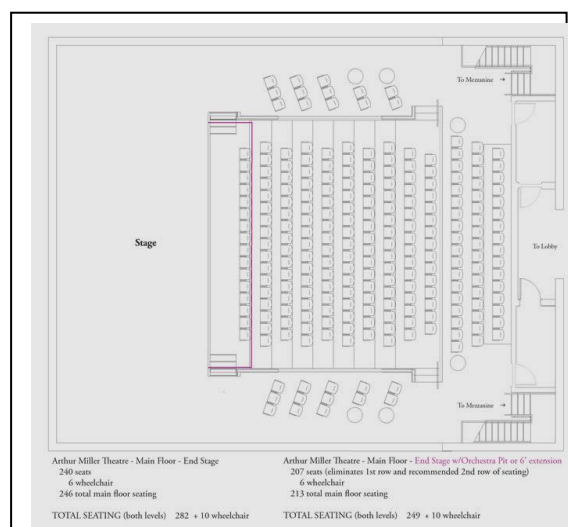 To Mezzanine →
Stage
To Lobby
To Mezzanine →
Arthur Miller Theatre - Main Floor - End Stage
240 seats
6 wheelchair
246 total main floor seating
TOTAL SEATING (both levels) 282 + 10 wheelchair
Arthur Miller Theatre - Main Floor - End Stage w/Orchestra Pit or 6' extension
207 seats (eliminates 1st row and recommended 2nd row of seating)
6 wheelchair
213 total main floor seating
TOTAL SEATING (both levels) 249 + 10 wheelchair